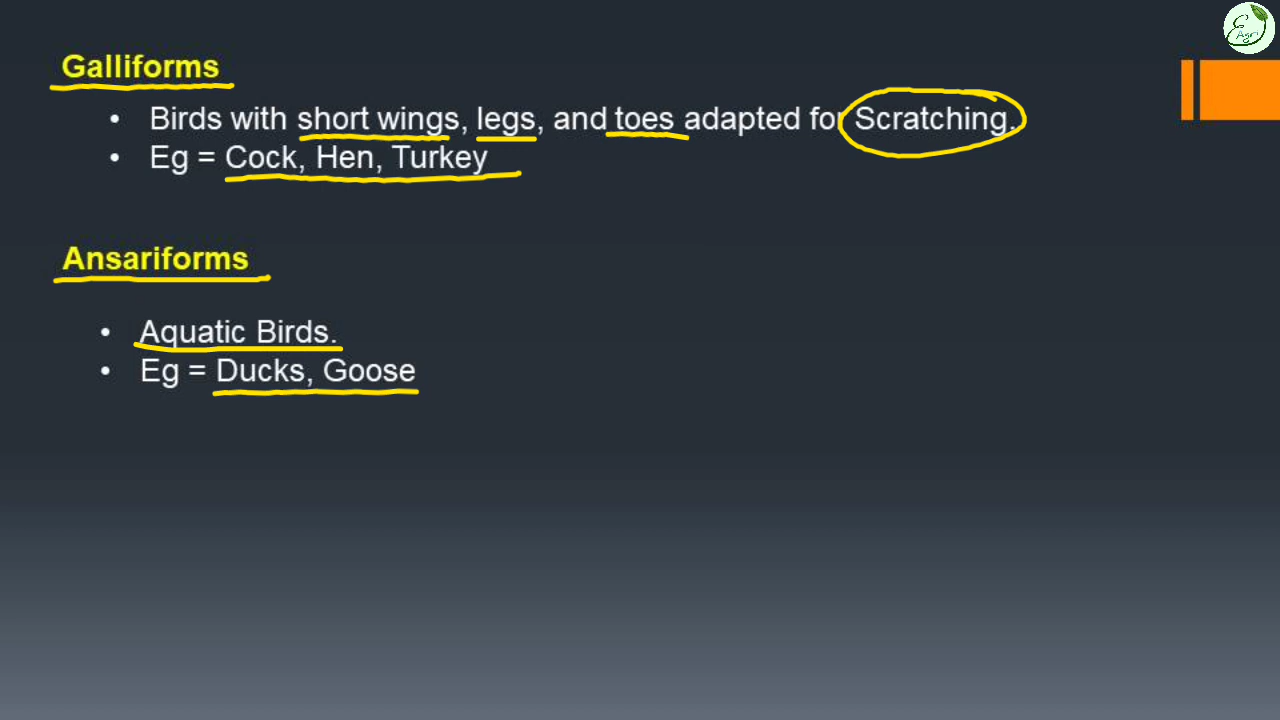 Galliforms
• Birds with short wings, legs, and toes adapted for Scratching.
• Eg = Cock, Hen, Turkey
Ansariforms
• Aquatic Birds.
• Eg = Ducks, Goose
E Agri